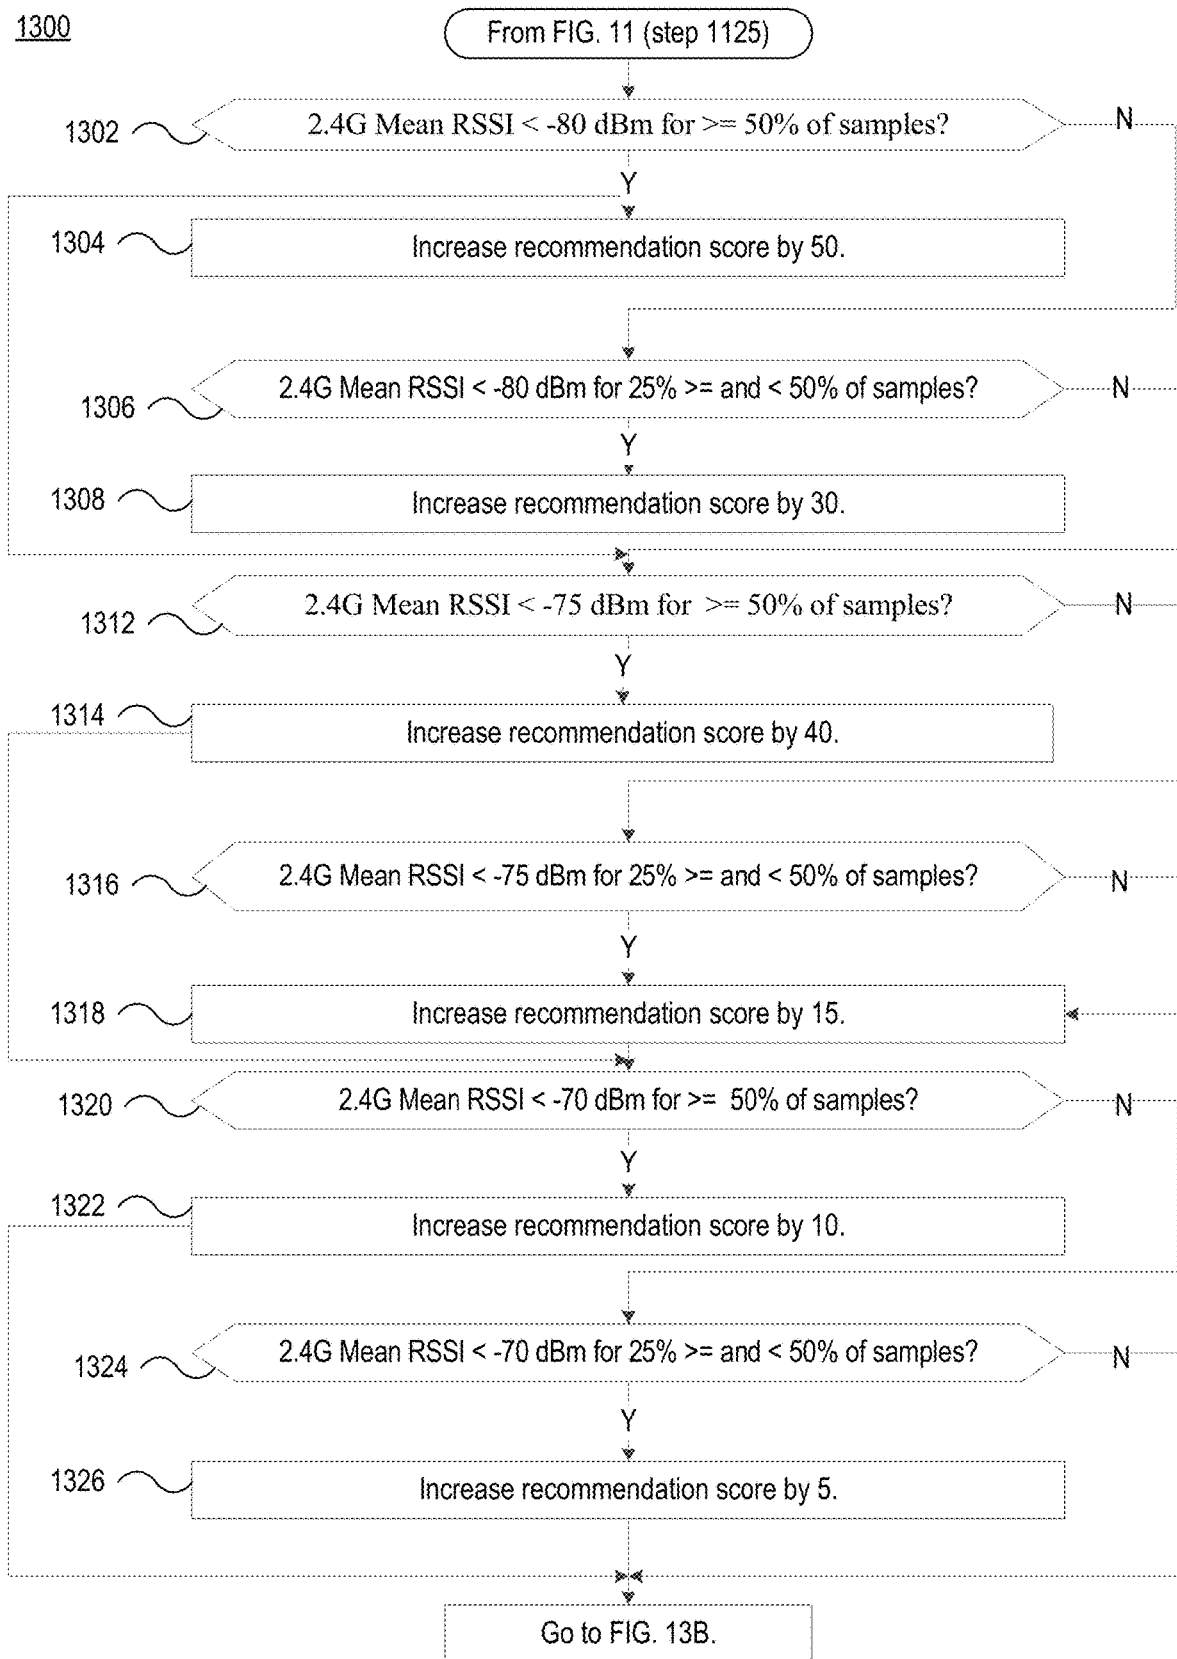 1300
From FIG. 11 (step 1125)
1302
2.4G Mean RSSI < -80 dBm for >= 50% of samples?
N
Y
1304
Increase recommendation score by 50.
1306
2.4G Mean RSSI < -80 dBm for 25% >= and < 50% of samples?
N
Y
1308
Increase recommendation score by 30.
1312
2.4G Mean RSSI < -75 dBm for >= 50% of samples?
N
Y
1314
Increase recommendation score by 40.
1316
2.4G Mean RSSI < -75 dBm for 25% >= and < 50% of samples?
N
Y
1318
Increase recommendation score by 15.
1320
2.4G Mean RSSI < -70 dBm for >= 50% of samples?
N
Y
1322
Increase recommendation score by 10.
1324
2.4G Mean RSSI < -70 dBm for 25% >= and < 50% of samples?
N
Y
1326
Increase recommendation score by 5.
Go to FIG. 13B.